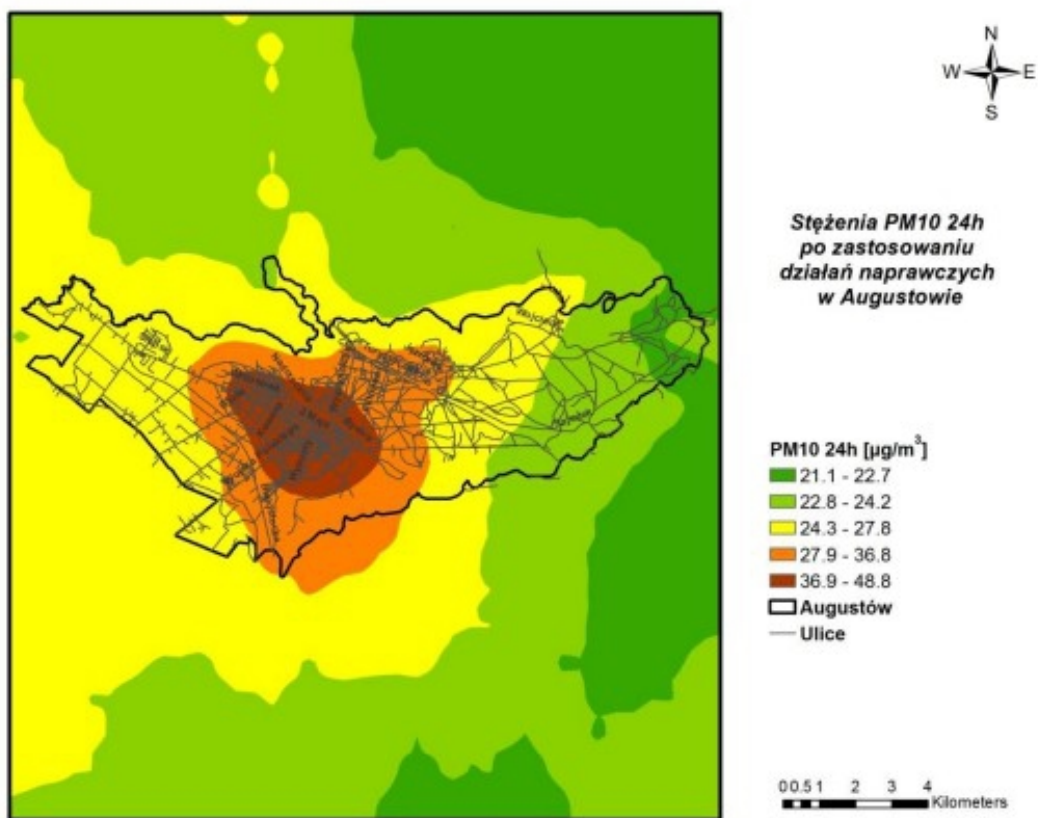 N
W
E
S
Stężenia PM10 24h
po zastosowaniu
działań naprawczych
w Augustowie
PM10 24h [µg/m³]
21.1 - 22.7
22.8 - 24.2
24.3 - 27.8
27.9 - 36.8
36.9 - 48.8
Augustów
Ulice
0 0.5 1 2 3 4
Kilometers